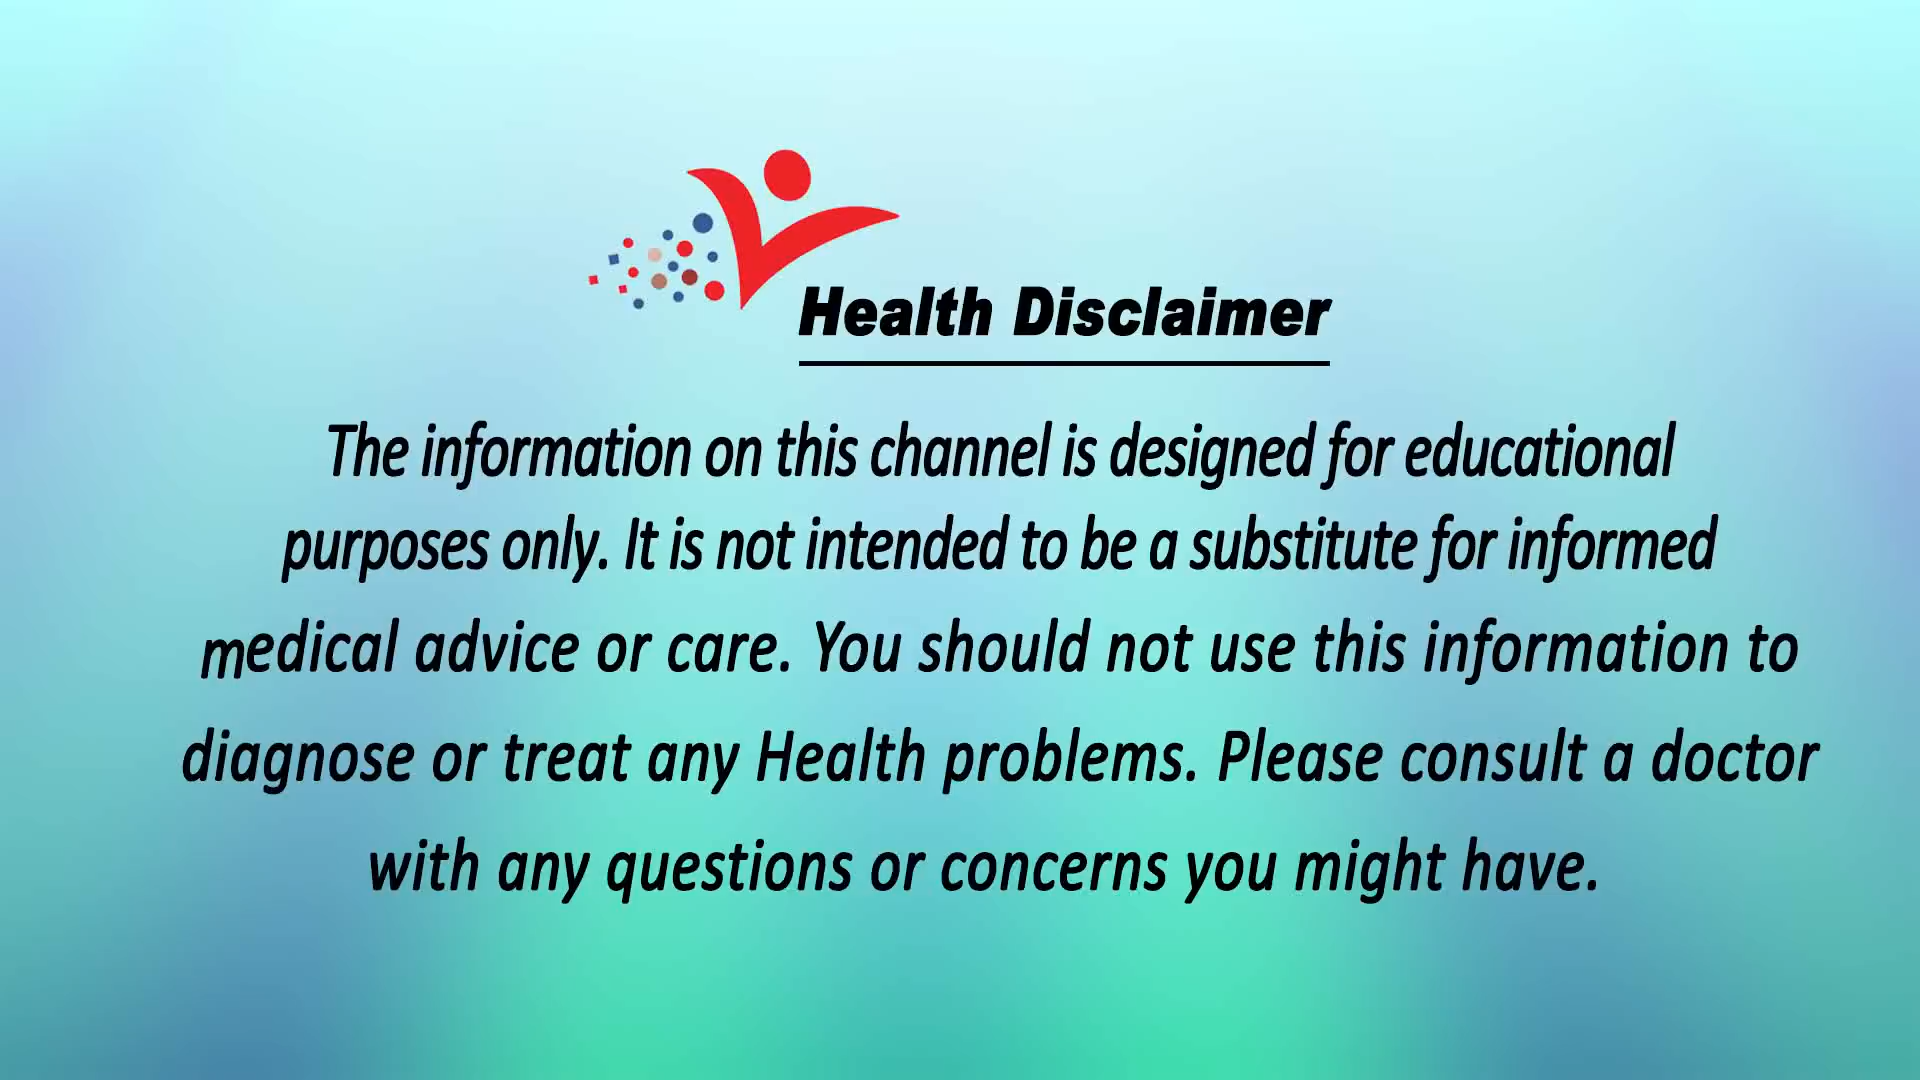 Health Disclaimer
The information on this channel is designed for educational
purposes only. It is not intended to be a substitute for informed
medical advice or care. You should not use this information to
diagnose or treat any Health problems. Please consult a doctor
with any questions or concerns you might have.